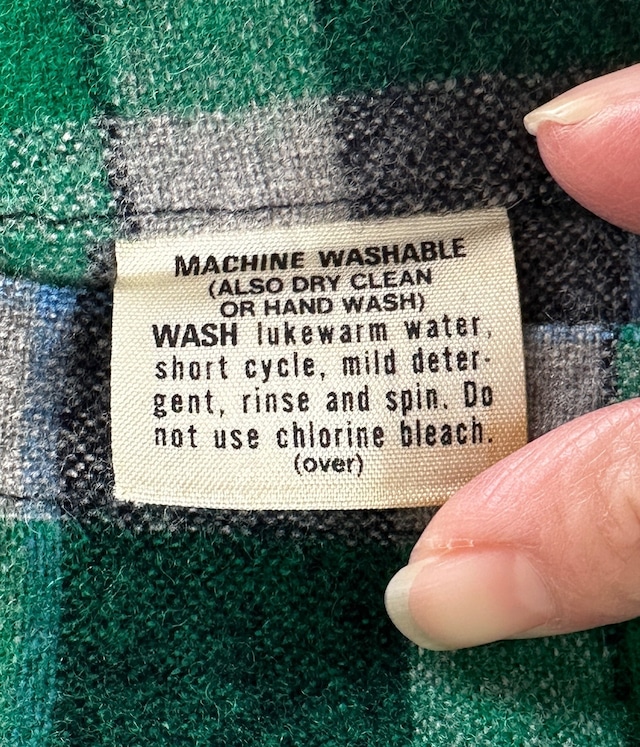 MACHINE WASHABLE
(ALSO DRY CLEAN
OR HAND WASH)
WASH lukewarm water,
short cycle, mild deter-
gent, rinse and spin. Do
not use chlorine bleach.
(over)